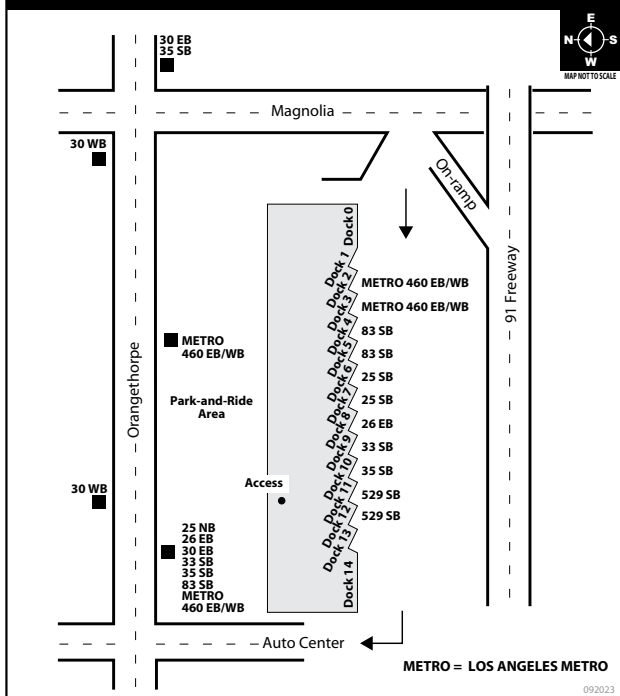 E
N S
W
MAP NOT TO SCALE
30 EB
35 SB
Magnolia
30 WB
On-ramp
Dock 0
Dock 1
Dock 2
METRO 460 EB/WB
Dock 3
METRO 460 EB/WB
Dock 4
83 SB
Dock 5
83 SB
Dock 6
25 SB
Dock 7
25 SB
Dock 8
26 EB
Dock 9
33 SB
Dock 10
35 SB
Dock 11
529 SB
Dock 12
529 SB
Dock 13
Dock 14
91 Freeway
Orangethorpe
METRO
460 EB/WB
Park-and-Ride
Area
Access
30 WB
25 NB
26 EB
30 EB
33 SB
35 SB
83 SB
METRO
460 EB/WB
Auto Center
METRO = LOS ANGELES METRO
092023